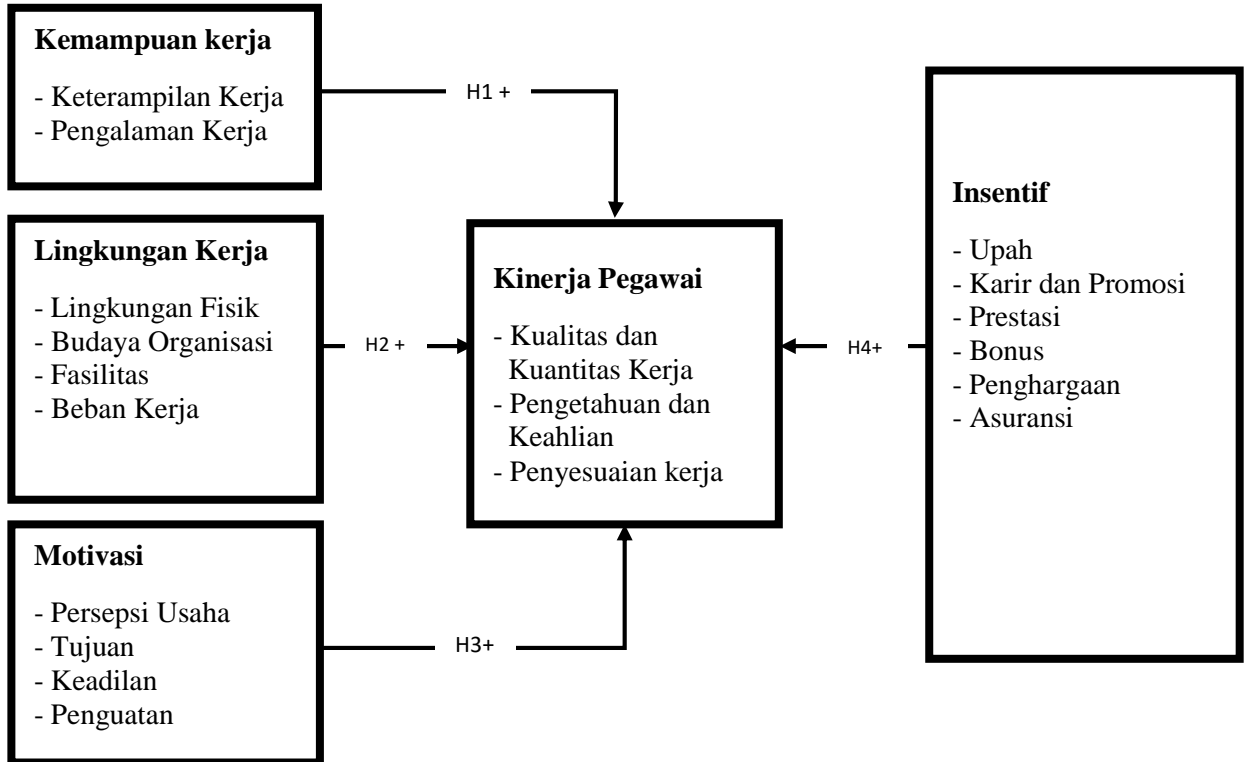 Kemampuan kerja
- Keterampilan Kerja
- Pengalaman Kerja
H1 +
Lingkungan Kerja
- Lingkungan Fisik
- Budaya Organisasi
- Fasilitas
- Beban Kerja
H2 +
Motivasi
- Persepsi Usaha
- Tujuan
- Keadilan
- Penguatan
H3+
Kinerja Pegawai
- Kualitas dan
Kuantitas Kerja
- Pengetahuan dan
Keahlian
- Penyesuaian kerja
H4+
Insentif
- Upah
- Karir dan Promosi
- Prestasi
- Bonus
- Penghargaan
- Asuransi